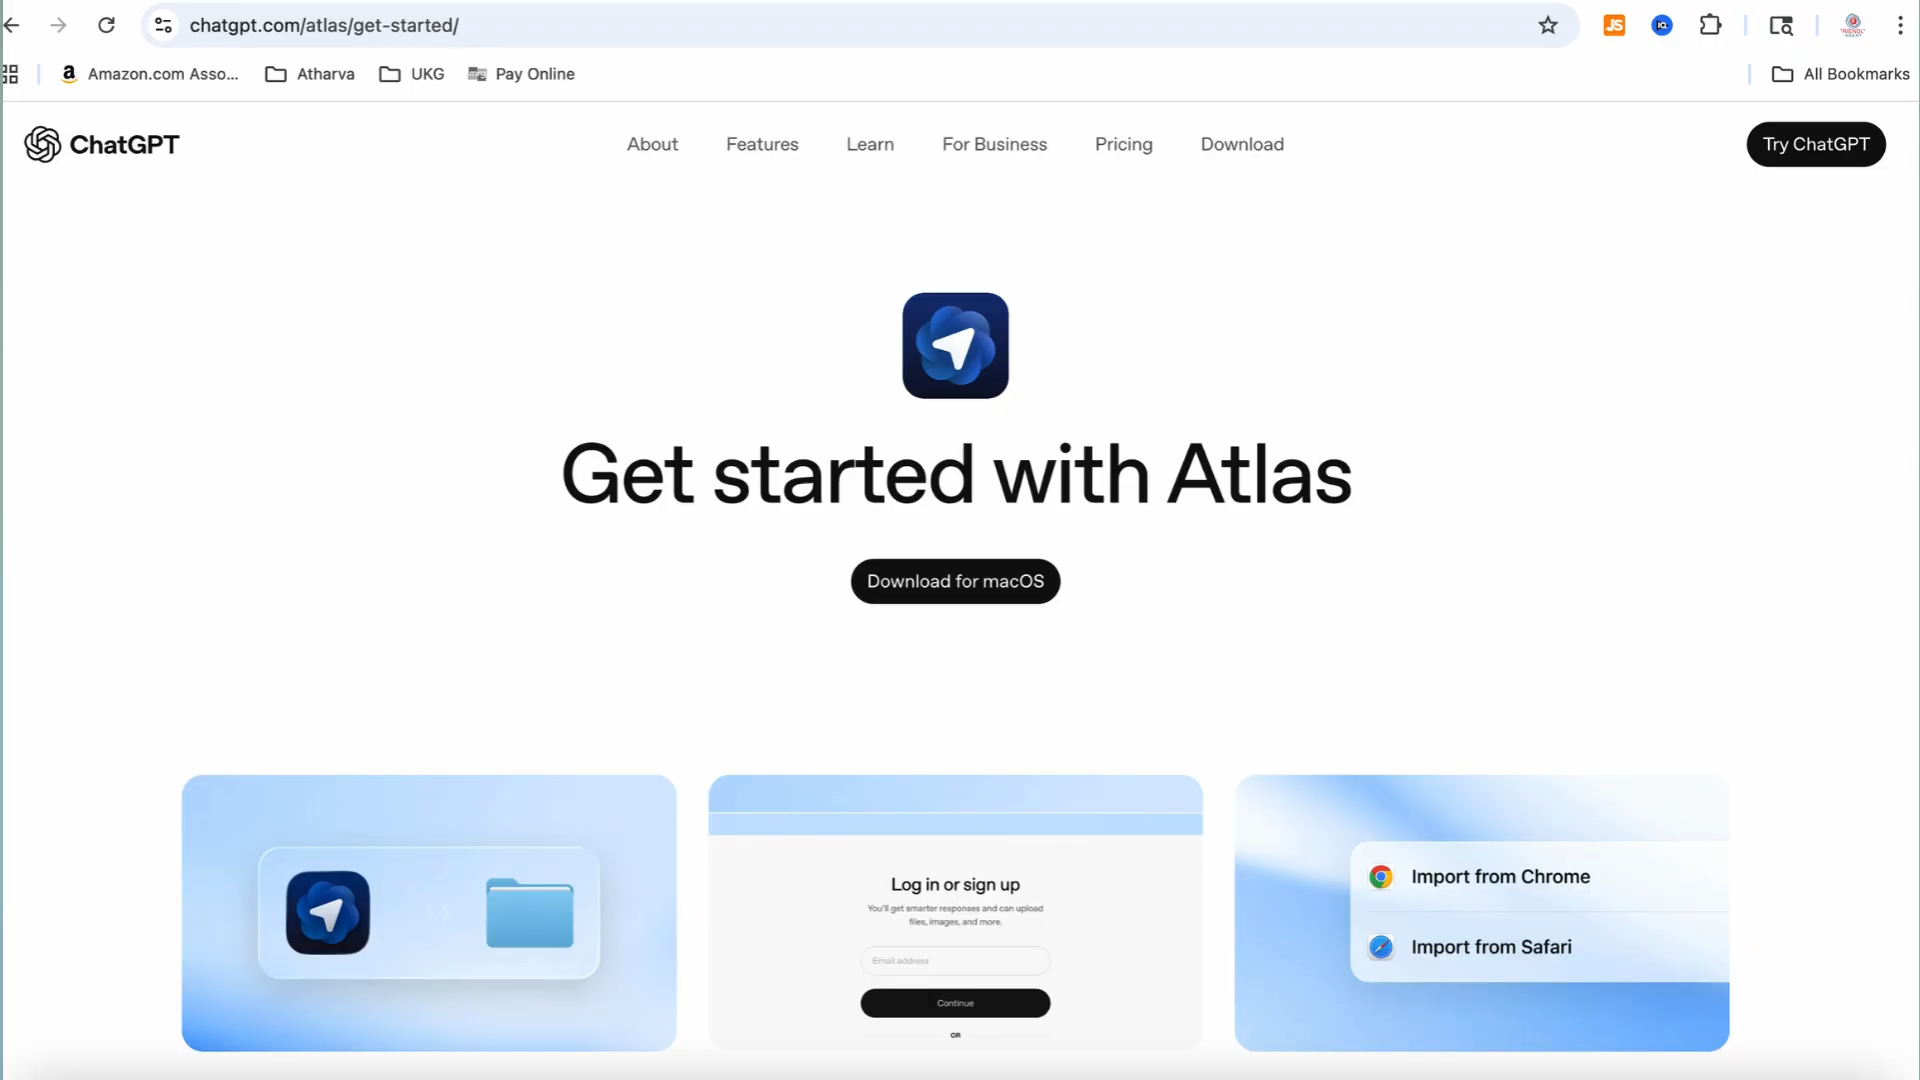 chatgpt.com/atlas/get-started/
JS
Amazon.com Asso...
Atharva
UKG
Pay Online
All Bookmarks
ChatGPT
About
Features
Learn
For Business
Pricing
Download
Try ChatGPT
Get started with Atlas
Download for macOS
Log in or sign up
You'll get smarter responses and can upload
files, images, and more.
Email address
Continue
OR
Import from Chrome
Import from Safari